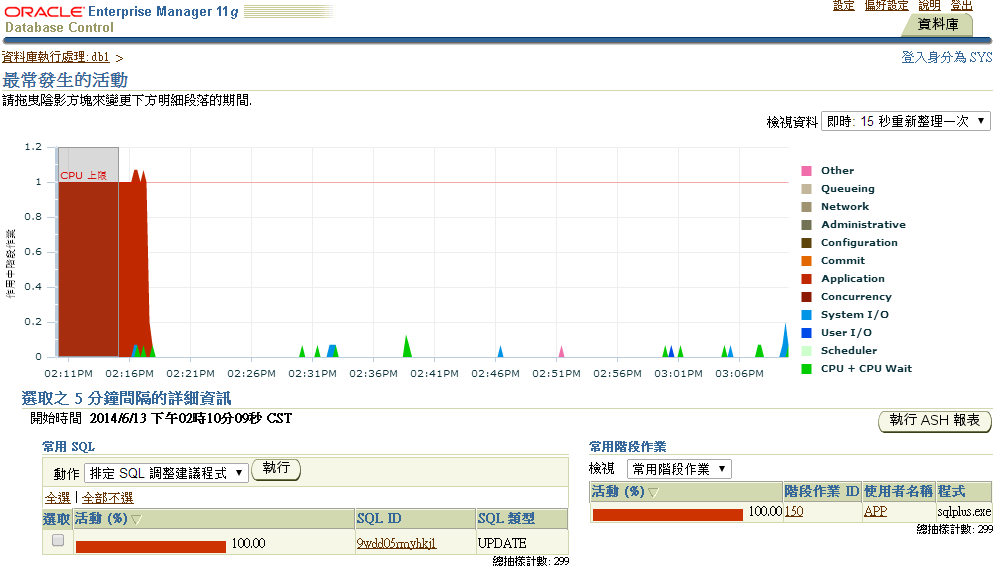 ORACLE Enterprise Manager 11g
Database Control
設定 偏好設定 說明 登出
資料庫
資料庫執行處理: db1 >
登入身分為 SYS
最常發生的活動
請拖曳陰影方塊來變更下方明細段落的期間.
檢視資料 即時: 15 秒重新整理一次
作用中階段作業
1.2
1
0.8
0.6
0.4
0.2
0
CPU 上限
02:11PM 02:16PM 02:21PM 02:26PM 02:31PM 02:36PM 02:41PM 02:46PM 02:51PM 02:56PM 03:01PM 03:06PM
Other
Queueing
Network
Administrative
Configuration
Commit
Application
Concurrency
System I/O
User I/O
Scheduler
CPU + CPU Wait
選取之 5 分鐘間隔的詳細資訊
開始時間 2014/6/13 下午02時10分09秒 CST
執行 ASH 報表
常用 SQL
動作 排定 SQL 調整建議程式 執行
全選 | 全部不選
選取 活動 (%) SQL ID SQL 類型
100.00 9wdd05rmyhkj1 UPDATE
總抽樣計數: 299
常用階段作業
檢視 常用階段作業
活動 (%) 階段作業 ID 使用者名稱 程式
100.00 150 APP sqlplus.exe
總抽樣計數: 299